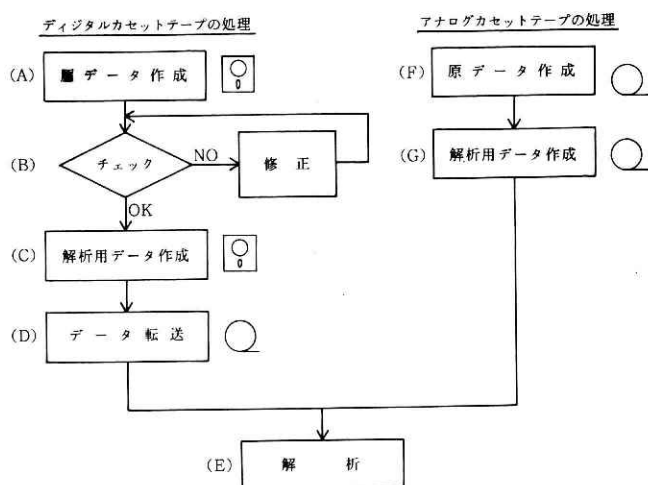 ディジタルカセットテープの処理
(A) データ作成
(B) チェック NO 修正
OK
(C) 解析用データ作成
(D) データ転送
アナログカセットテープの処理
(F) 原データ作成
(G) 解析用データ作成
(E) 解析